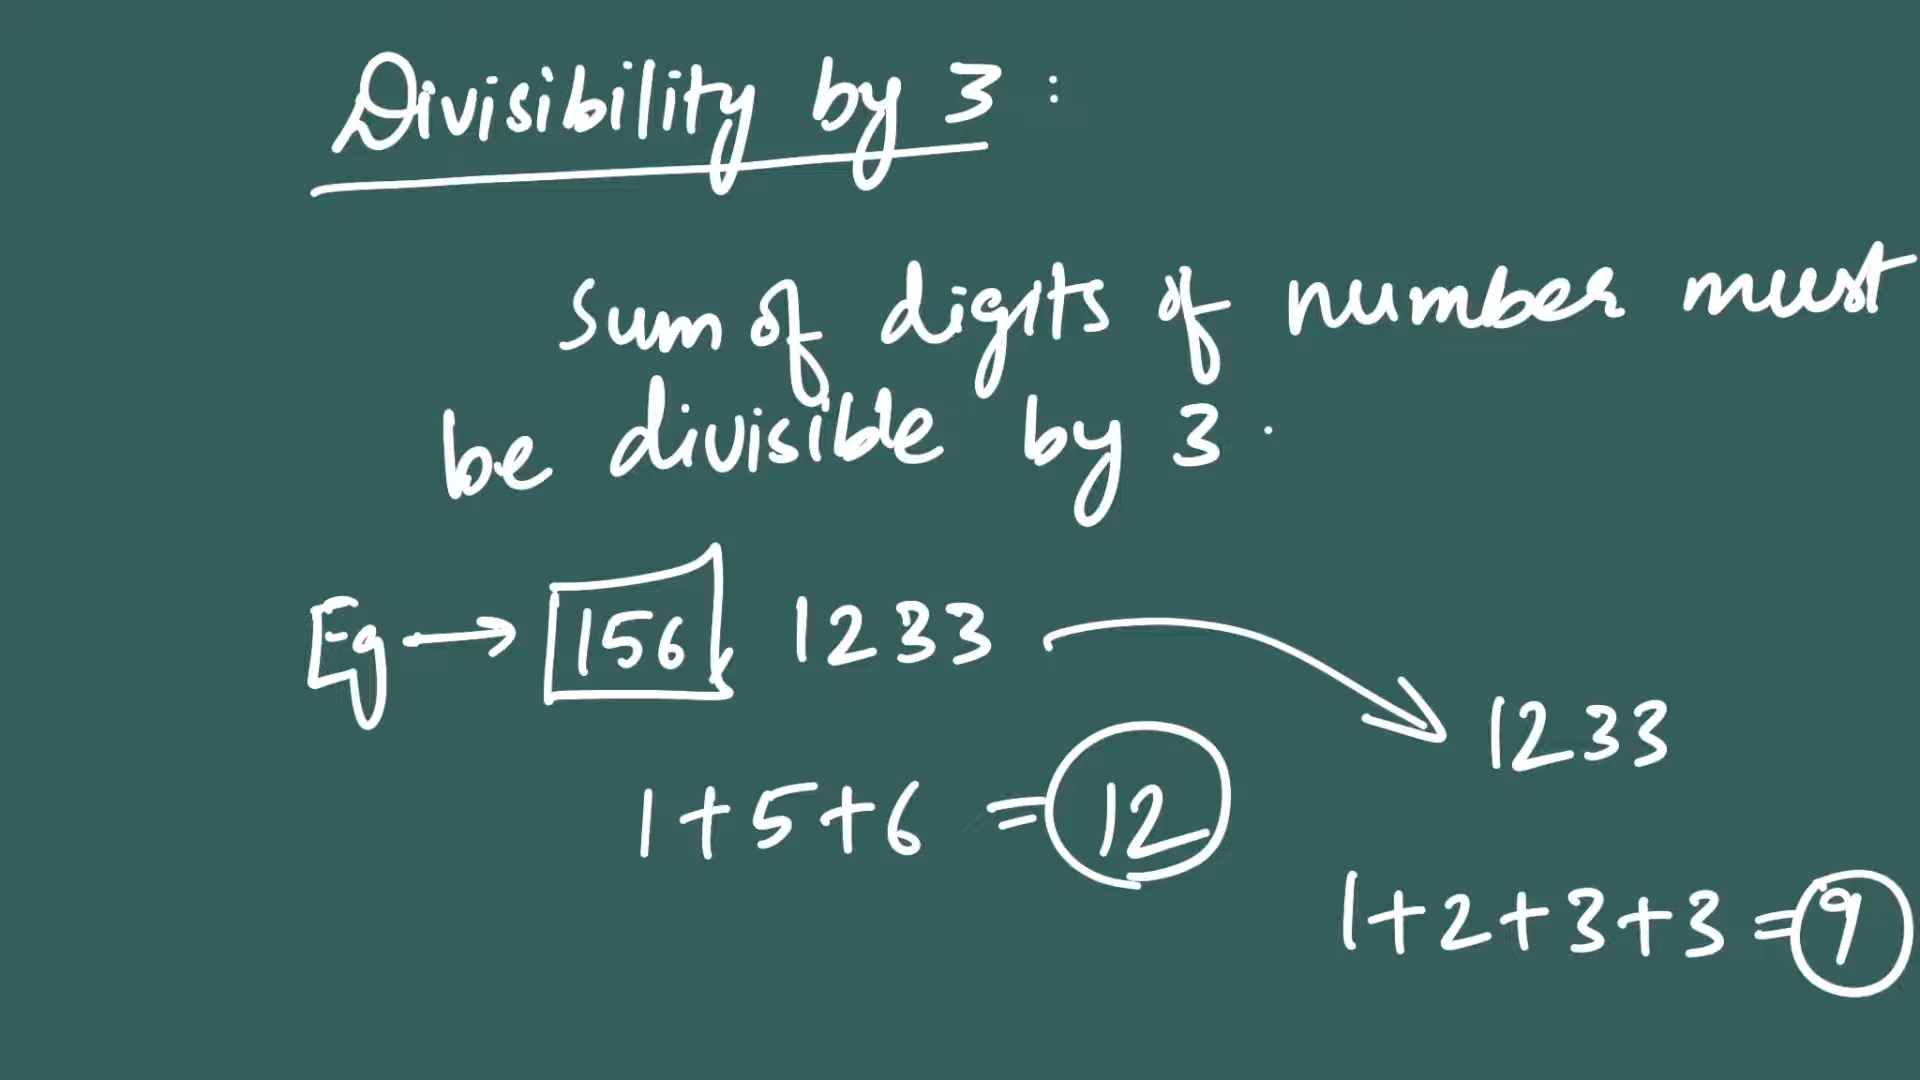 Divisibility by 3 :
Sum of digits of number must
be divisible by 3 .
Eg → 156, 1233
1233
1+5+6 = 12
1+2+3+3 = 9